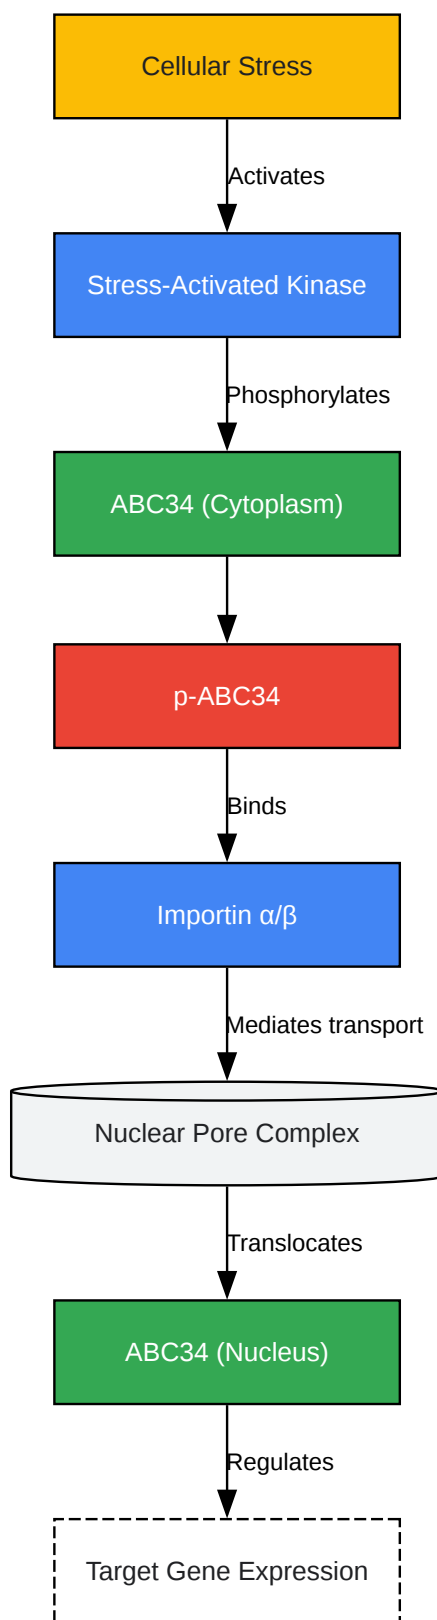 Cellular Stress
Activates
Stress-Activated Kinase
Phosphorylates
ABC34 (Cytoplasm)
p-ABC34
Binds
Importin α/β
Mediates transport
Nuclear Pore Complex
Translocates
ABC34 (Nucleus)
Regulates
Target Gene Expression